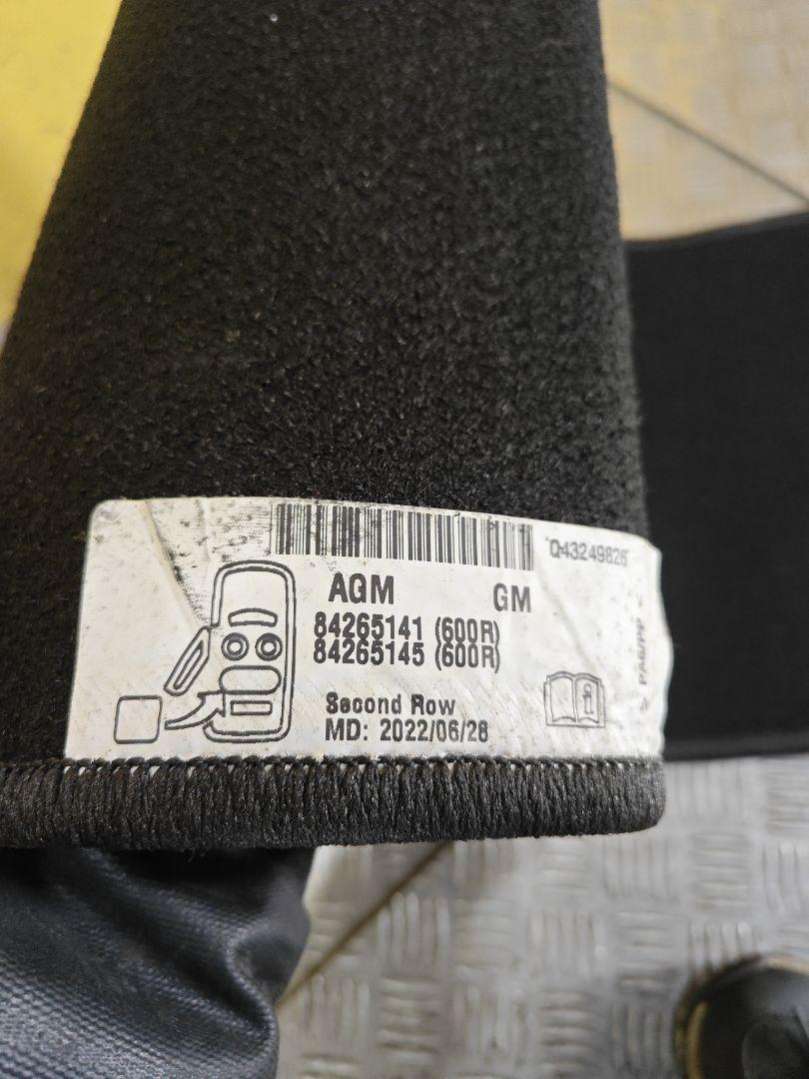 Q43249826
AGM GM
84265141 (600R)
84265145 (600R)
Second Row
MD: 2022/06/28